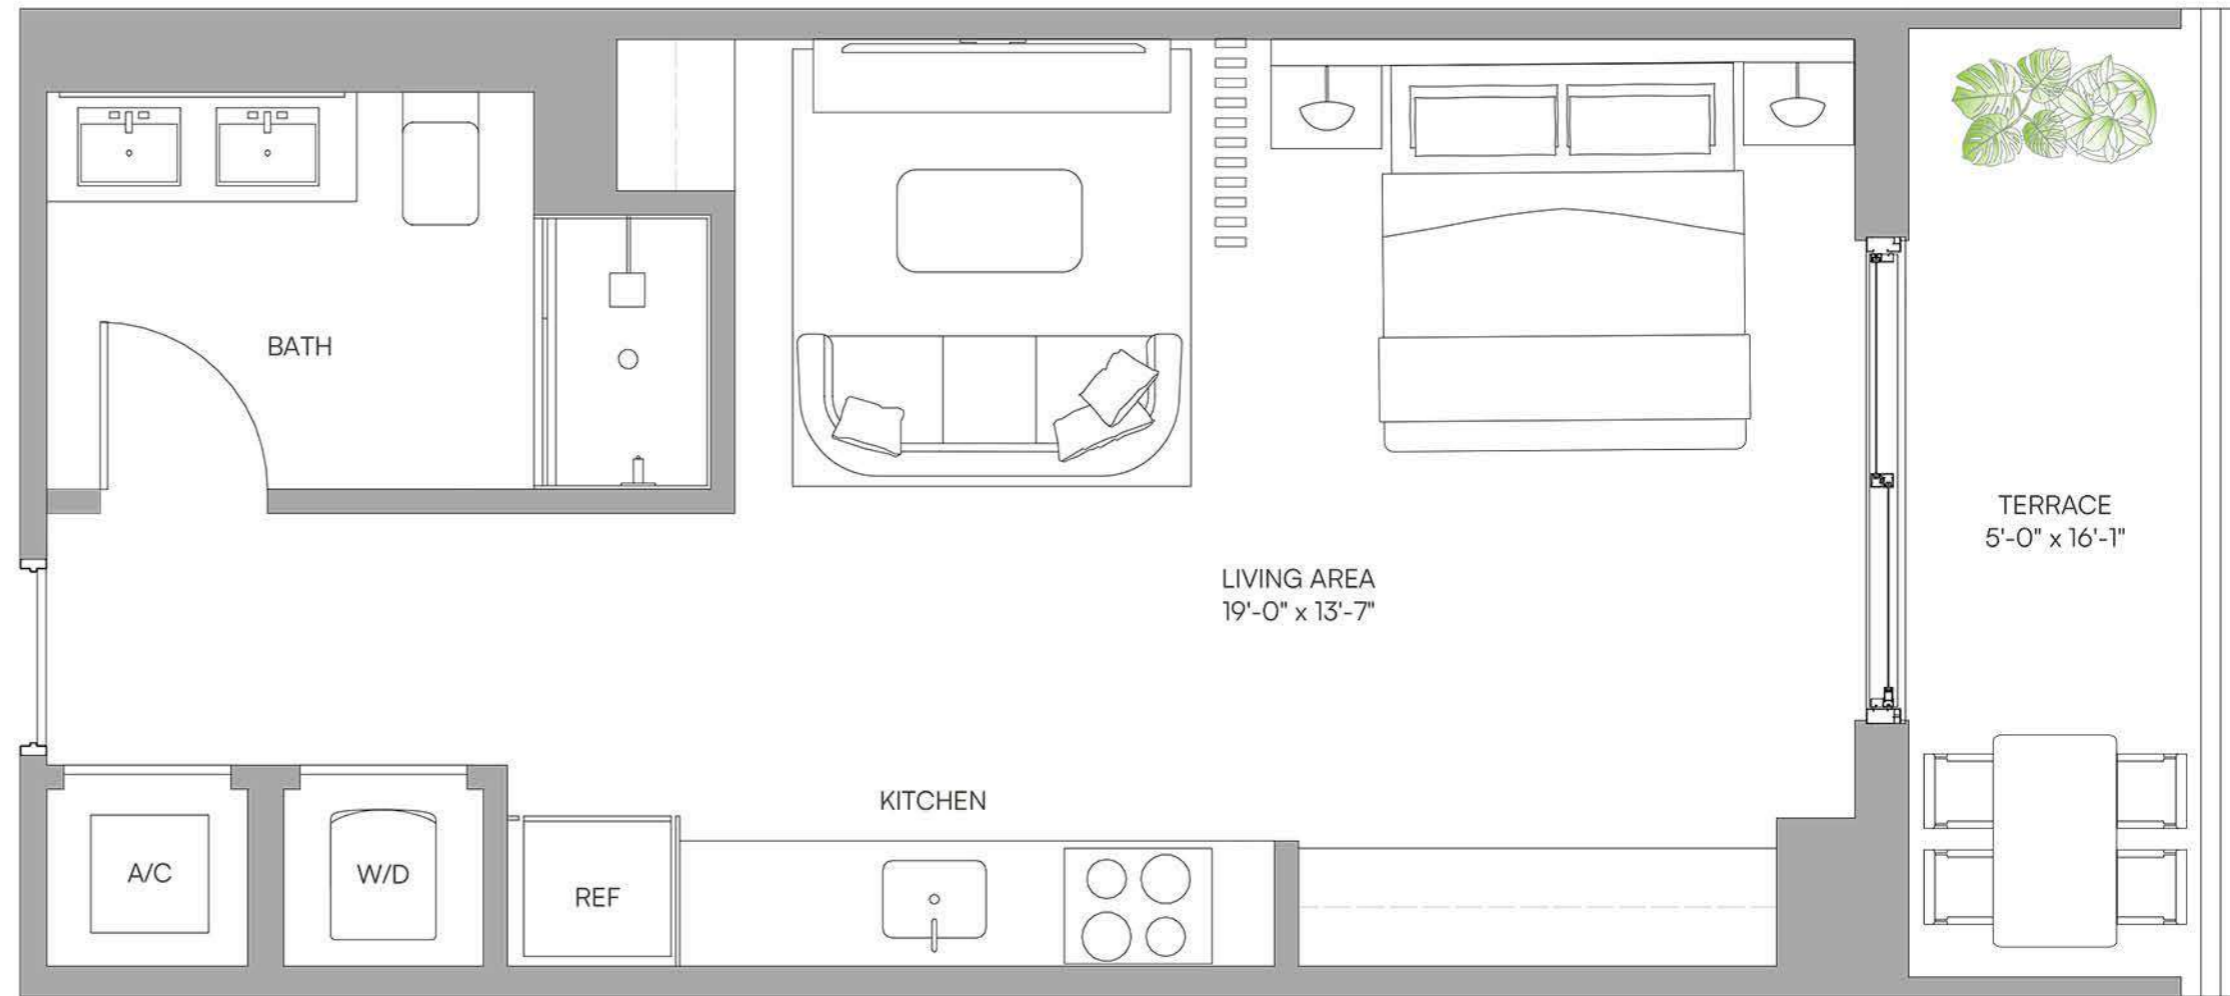 BATH
TERRACE
5'-0" x 16'-1"
LIVING AREA
19'-0" x 13'-7"
KITCHEN
A/C
W/D
REF